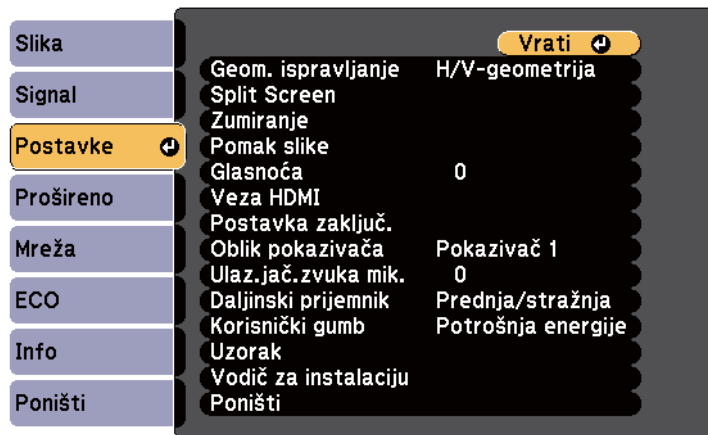 Slika
Signal
Postavke
Prošireno
Mreža
ECO
Info
Poništi
Vrati
Geom. ispravljanje H/V-geometrija
Split Screen
Zumiranje
Pomak slike
Glasnoća 0
Veza HDMI
Postavka zaključ.
Oblik pokazivača Pokazivač 1
Ulaz.jač.zvuka mik. 0
Daljinski prijemnik Prednja/stražnja
Korisnički gumb Potrošnja energije
Uzorak
Vodič za instalaciju
Poništi